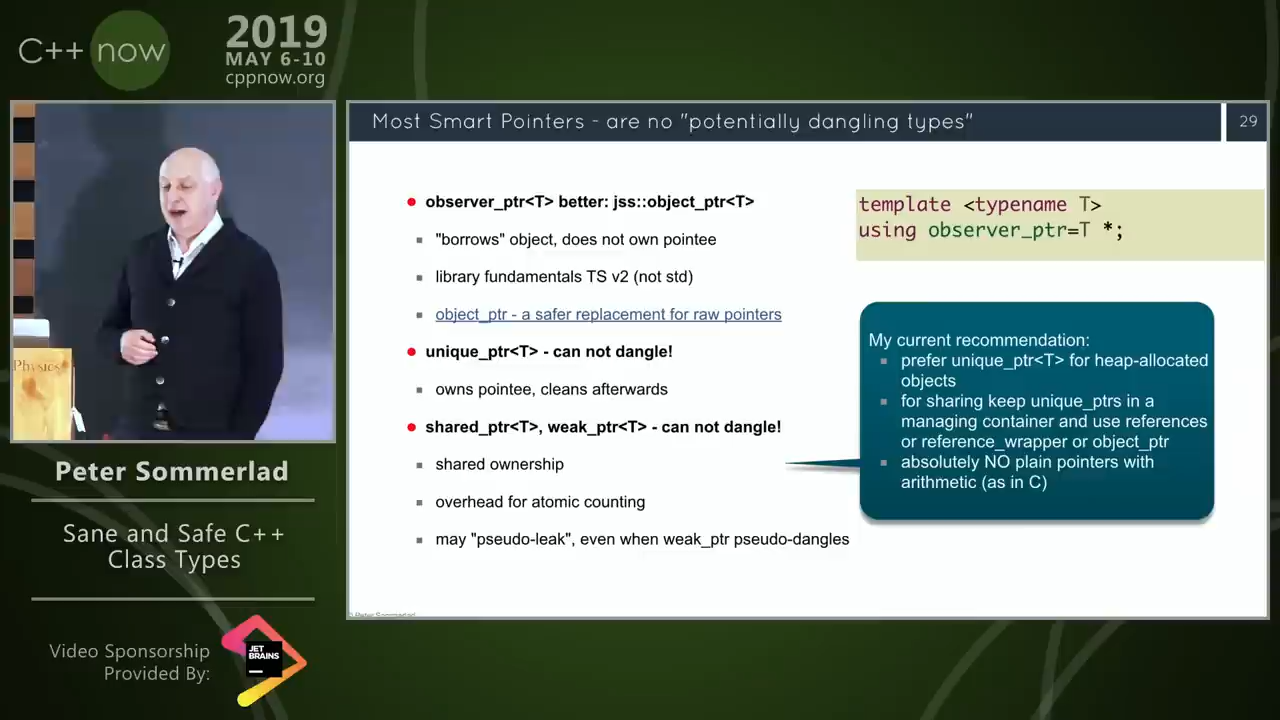 C++ now
2019
MAY 6-10
cppnow.org
Physics
Peter Sommerlad
Sane and Safe C++
Class Types
Video Sponsorship
Provided By:
JET
BRAINS
Most Smart Pointers - are no "potentially dangling types"
29
observer_ptr<T> better: jss::object_ptr<T>
"borrows" object, does not own pointee
library fundamentals TS v2 (not std)
object_ptr - a safer replacement for raw pointers
unique_ptr<T> - can not dangle!
owns pointee, cleans afterwards
shared_ptr<T>, weak_ptr<T> - can not dangle!
shared ownership
overhead for atomic counting
may "pseudo-leak", even when weak_ptr pseudo-dangles
template <typename T>
using observer_ptr=T *;
My current recommendation:
prefer unique_ptr<T> for heap-allocated
objects
for sharing keep unique_ptrs in a
managing container and use references
or reference_wrapper or object_ptr
absolutely NO plain pointers with
arithmetic (as in C)
© Peter Sommerlad